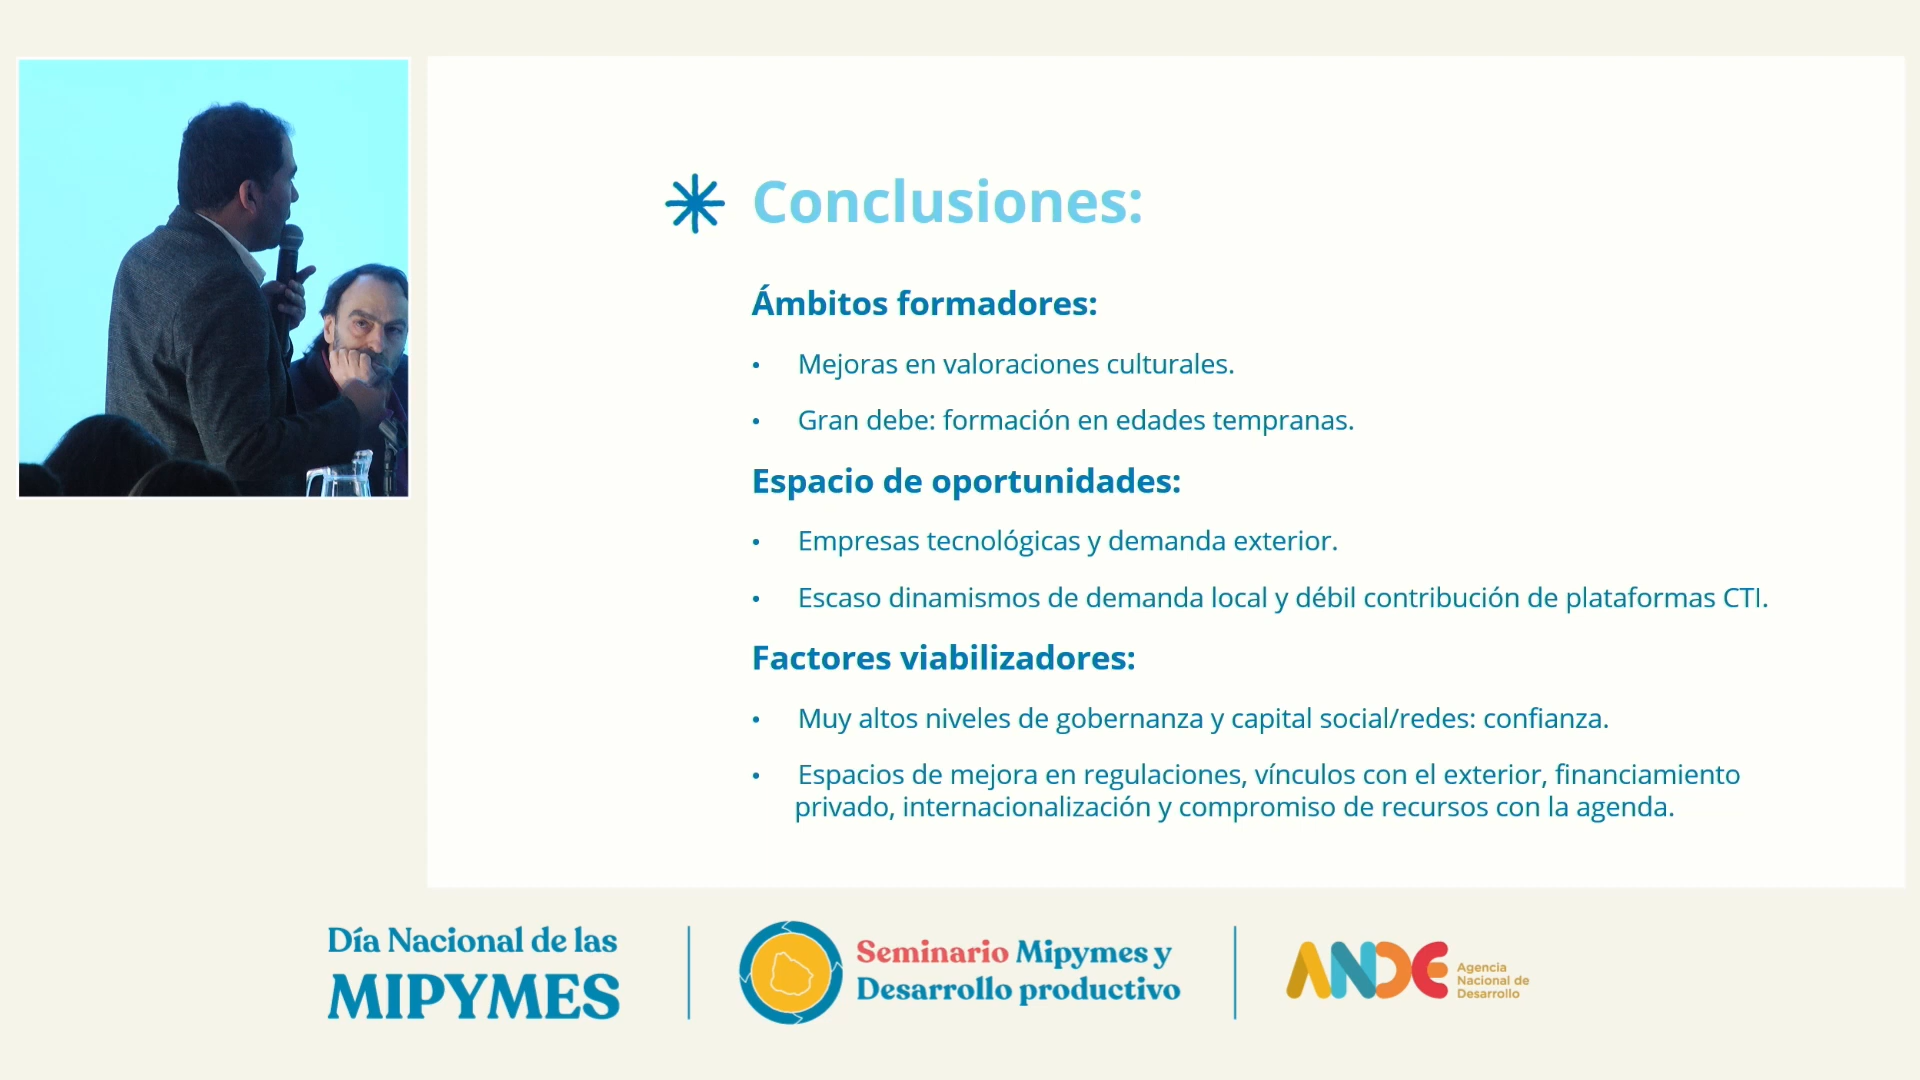 Conclusiones:
Ámbitos formadores:
• Mejoras en valoraciones culturales.
• Gran debe: formación en edades tempranas.
Espacio de oportunidades:
• Empresas tecnológicas y demanda exterior.
• Escaso dinamismos de demanda local y débil contribución de plataformas CTI.
Factores viabilizadores:
• Muy altos niveles de gobernanza y capital social/redes: confianza.
• Espacios de mejora en regulaciones, vínculos con el exterior, financiamiento
privado, internacionalización y compromiso de recursos con la agenda.
Día Nacional de las
MIPYMES
Seminario Mipymes y
Desarrollo productivo
ANDE
Agencia
Nacional de
Desarrollo